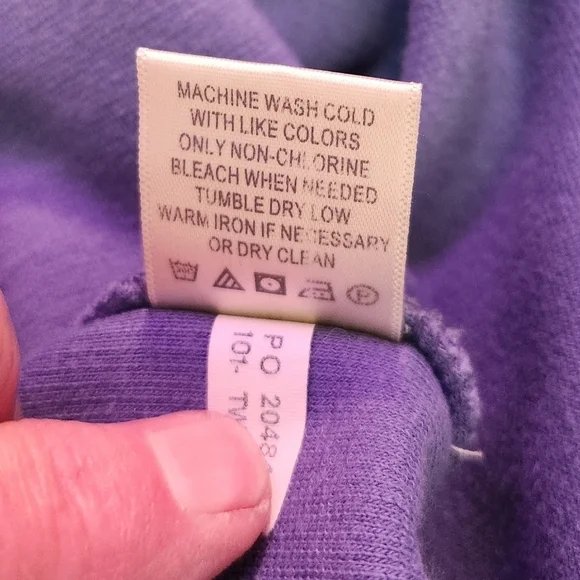 MACHINE WASH COLD
WITH LIKE COLORS
ONLY NON-CHLORINE
BLEACH WHEN NEEDED
TUMBLE DRY LOW
WARM IRON IF NECESSARY
OR DRY CLEAN
P
PO 2048
101-